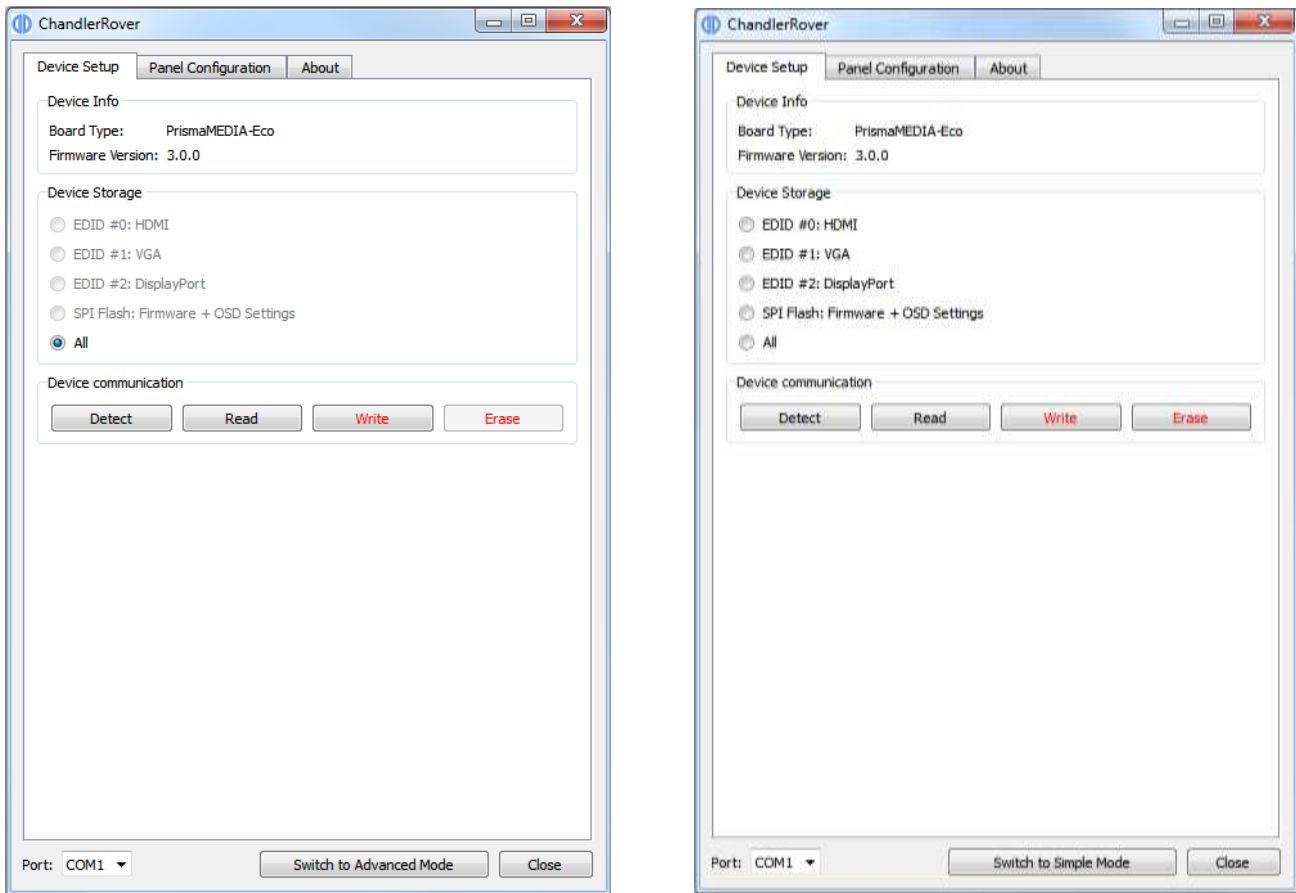 ChandlerRover
Device Setup Panel Configuration About
Device Info
Board Type: PrismaMEDIA-Eco
Firmware Version: 3.0.0
Device Storage
EDID #0: HDMI
EDID #1: VGA
EDID #2: DisplayPort
SPI Flash: Firmware + OSD Settings
All
Device communication
Detect Read Write Erase
Port: COM1 Switch to Advanced Mode Close
ChandlerRover
Device Setup Panel Configuration About
Device Info
Board Type: PrismaMEDIA-Eco
Firmware Version: 3.0.0
Device Storage
EDID #0: HDMI
EDID #1: VGA
EDID #2: DisplayPort
SPI Flash: Firmware + OSD Settings
All
Device communication
Detect Read Write Erase
Port: COM1 Switch to Simple Mode Close